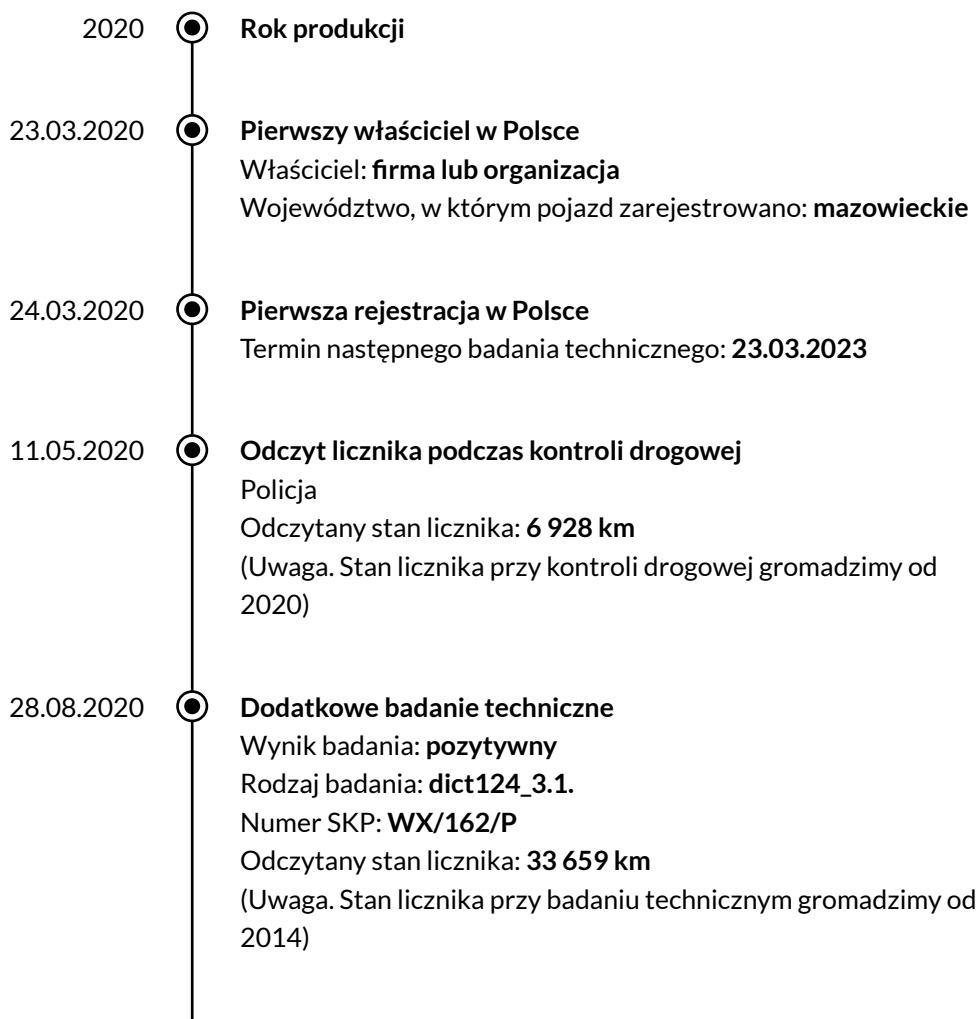 2020 Rok produkcji
23.03.2020 Pierwszy właściciel w Polsce
Właściciel: firma lub organizacja
Województwo, w którym pojazd zarejestrowano: mazowieckie
24.03.2020 Pierwsza rejestracja w Polsce
Termin następnego badania technicznego: 23.03.2023
11.05.2020 Odczyt licznika podczas kontroli drogowej
Policja
Odczytany stan licznika: 6 928 km
(Uwaga. Stan licznika przy kontroli drogowej gromadzimy od
2020)
28.08.2020 Dodatkowe badanie techniczne
Wynik badania: pozytywny
Rodzaj badania: dict124_3.1.
Numer SKP: WX/162/P
Odczytany stan licznika: 33 659 km
(Uwaga. Stan licznika przy badaniu technicznym gromadzimy od
2014)